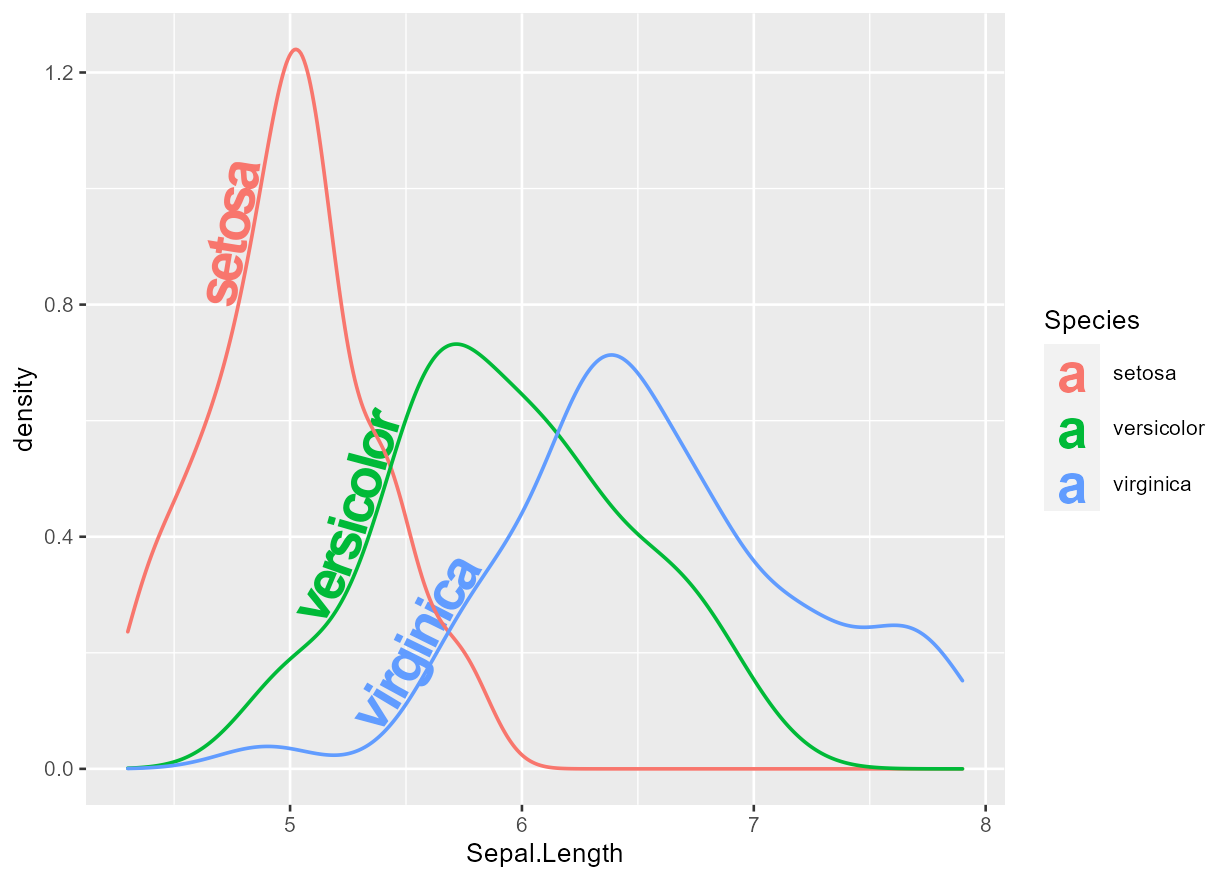 1.2
0.8
0.4
0.0
density
setosa
versicolor
virginica
5 6 7 8
Sepal.Length
Species
a setosa
a versicolor
a virginica